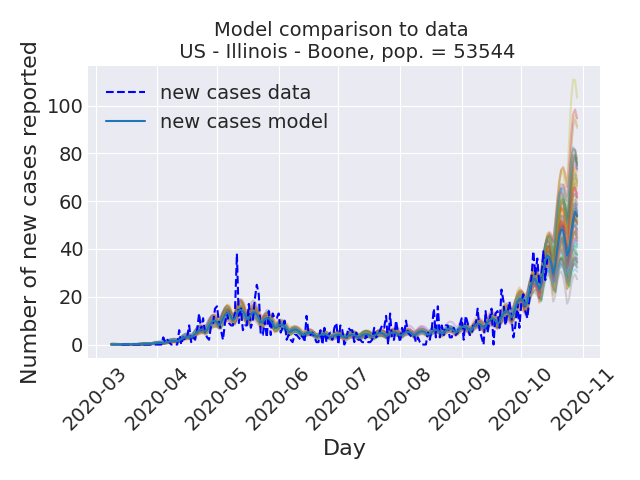 Model comparison to data
US - Illinois - Boone, pop. = 53544
Number of new cases reported
new cases data
new cases model
100
80
60
40
20
0
2020-03
2020-04
2020-05
2020-06
2020-07
2020-08
2020-09
2020-10
2020-11
Day